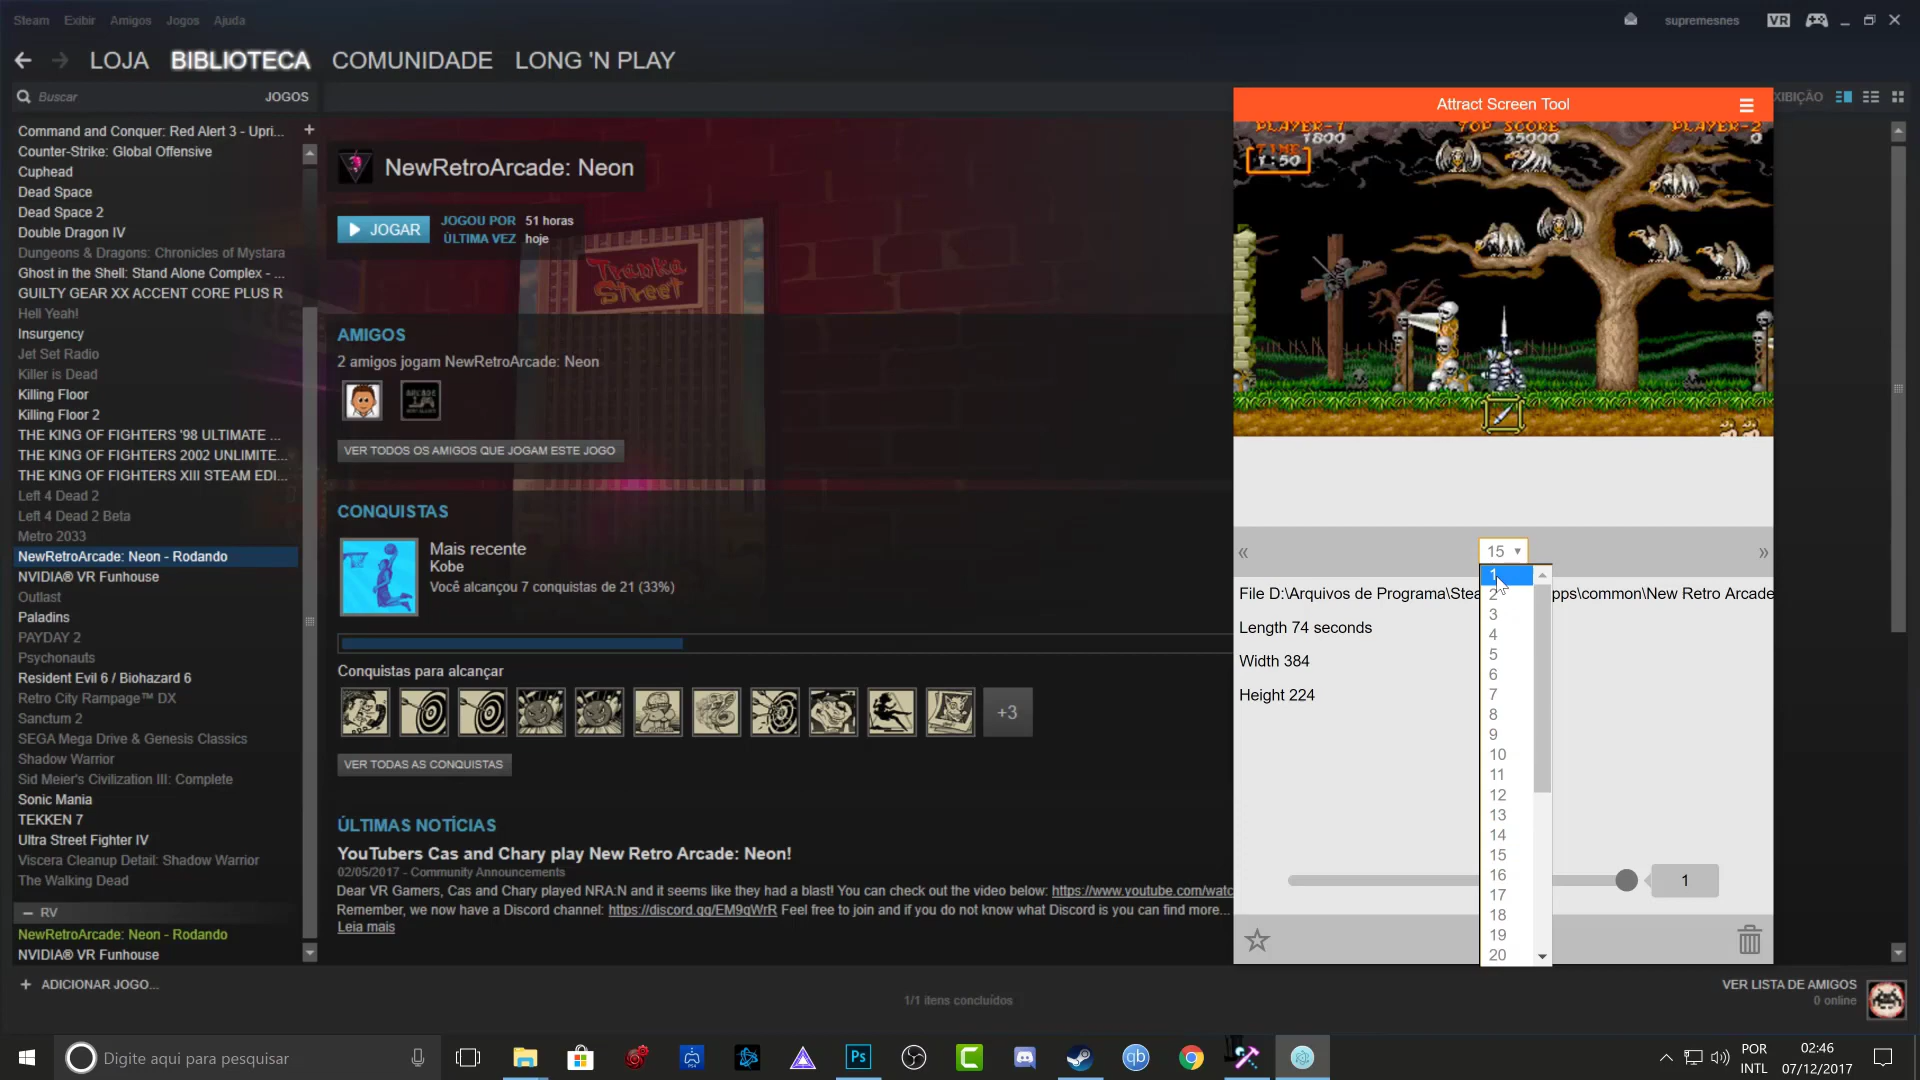 Steam Exibir Amigos Jogos Ajuda
supremesnes
VR
LOJA BIBLIOTECA COMUNIDADE LONG 'N PLAY
Buscar
JOGOS
XIBIÇÃO
Command and Conquer: Red Alert 3 - Upri...
Counter-Strike: Global Offensive
Cuphead
Dead Space
Dead Space 2
Double Dragon IV
Dungeons & Dragons: Chronicles of Mystara
Ghost in the Shell: Stand Alone Complex - ...
GUILTY GEAR XX ACCENT CORE PLUS R
Hell Yeah!
Insurgency
Jet Set Radio
Killer is Dead
Killing Floor
Killing Floor 2
THE KING OF FIGHTERS '98 ULTIMATE ...
THE KING OF FIGHTERS 2002 UNLIMITE...
THE KING OF FIGHTERS XIII STEAM EDI...
Left 4 Dead 2
Left 4 Dead 2 Beta
Metro 2033
NewRetroArcade: Neon - Rodando
NVIDIA® VR Funhouse
Outlast
Paladins
PAYDAY 2
Psychonauts
Resident Evil 6 / Biohazard 6
Retro City Rampage™ DX
Sanctum 2
SEGA Mega Drive & Genesis Classics
Shadow Warrior
Sid Meier's Civilization III: Complete
Sonic Mania
TEKKEN 7
Ultra Street Fighter IV
Viscera Cleanup Detail: Shadow Warrior
The Walking Dead
RV
NewRetroArcade: Neon - Rodando
NVIDIA® VR Funhouse
ADICIONAR JOGO...
NewRetroArcade: Neon
JOGAR
JOGOU POR 51 horas
ÚLTIMA VEZ hoje
Tranka
Street
AMIGOS
2 amigos jogam NewRetroArcade: Neon
ARCADE
VER TODOS OS AMIGOS QUE JOGAM ESTE JOGO
CONQUISTAS
Mais recente
Kobe
Você alcançou 7 conquistas de 21 (33%)
Conquistas para alcançar
+3
VER TODAS AS CONQUISTAS
ÚLTIMAS NOTÍCIAS
YouTubers Cas and Chary play New Retro Arcade: Neon!
02/05/2017 - Community Announcements
Dear VR Gamers, Cas and Chary played NRA:N and it seems like they had a blast! You can check out the video below: https://www.youtube.com/watc
Remember, we now have a Discord channel: https://discord.gg/EM9qWrR Feel free to join and if you do not know what Discord is you can find more...
Leia mais
1/1 itens concluídos
Attract Screen Tool
PLAYER-1 TOP SCORE PLAYER-2
1800 35000 0
TIME
1:50
« 15 »
1
2
3
4
5
6
7
8
9
10
11
12
13
14
15
16
17
18
19
20
File D:\Arquivos de Programa\Stea pps\common\New Retro Arcade
Length 74 seconds
Width 384
Height 224
1
VER LISTA DE AMIGOS
0 online
Digite aqui para pesquisar
Ps
qb
POR
INTL
02:46
07/12/2017